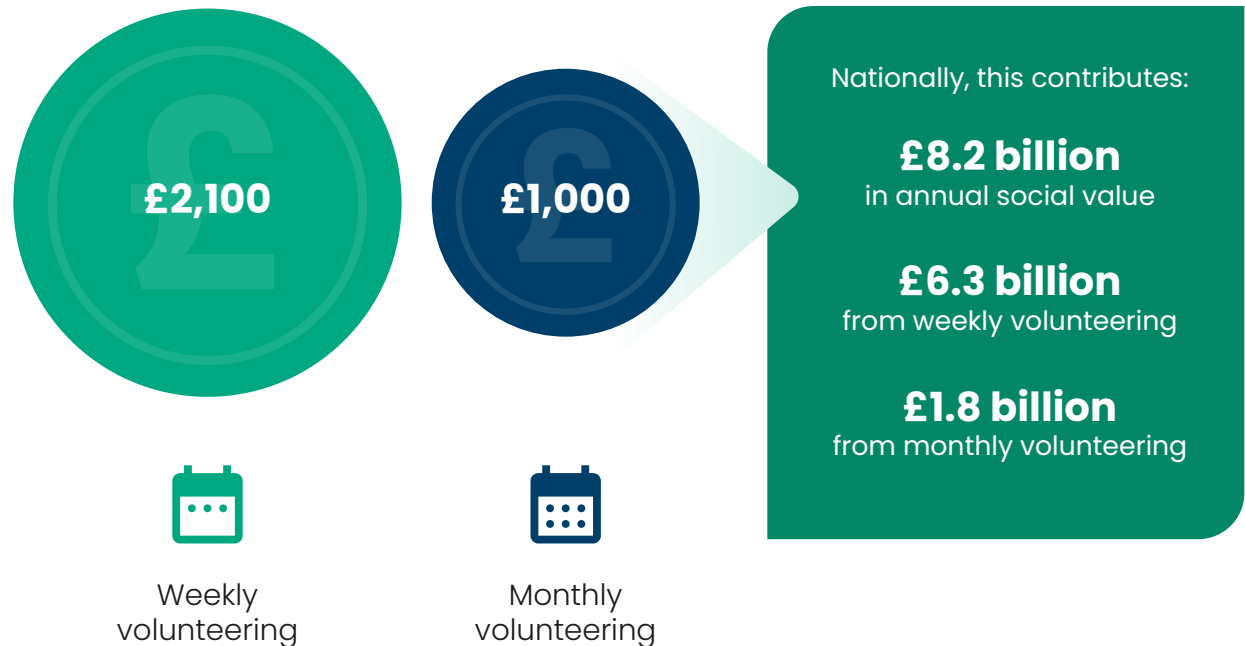 £2,100
£1,000
Weekly
volunteering
Monthly
volunteering
Nationally, this contributes:
£8.2 billion
in annual social value
£6.3 billion
from weekly volunteering
£1.8 billion
from monthly volunteering